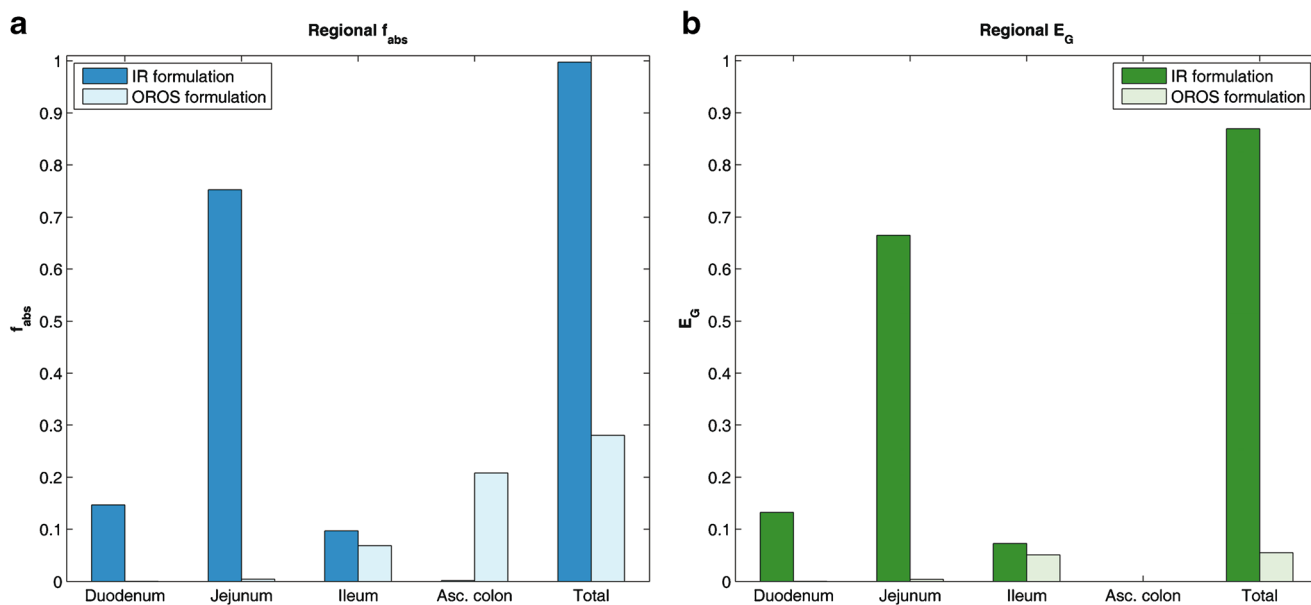 a
Regional fabs
IR formulation
OROS formulation
fabs
1
0.9
0.8
0.7
0.6
0.5
0.4
0.3
0.2
0.1
0
Duodenum Jejunum Ileum Asc. colon Total
b
Regional EG
IR formulation
OROS formulation
EG
1
0.9
0.8
0.7
0.6
0.5
0.4
0.3
0.2
0.1
0
Duodenum Jejunum Ileum Asc. colon Total